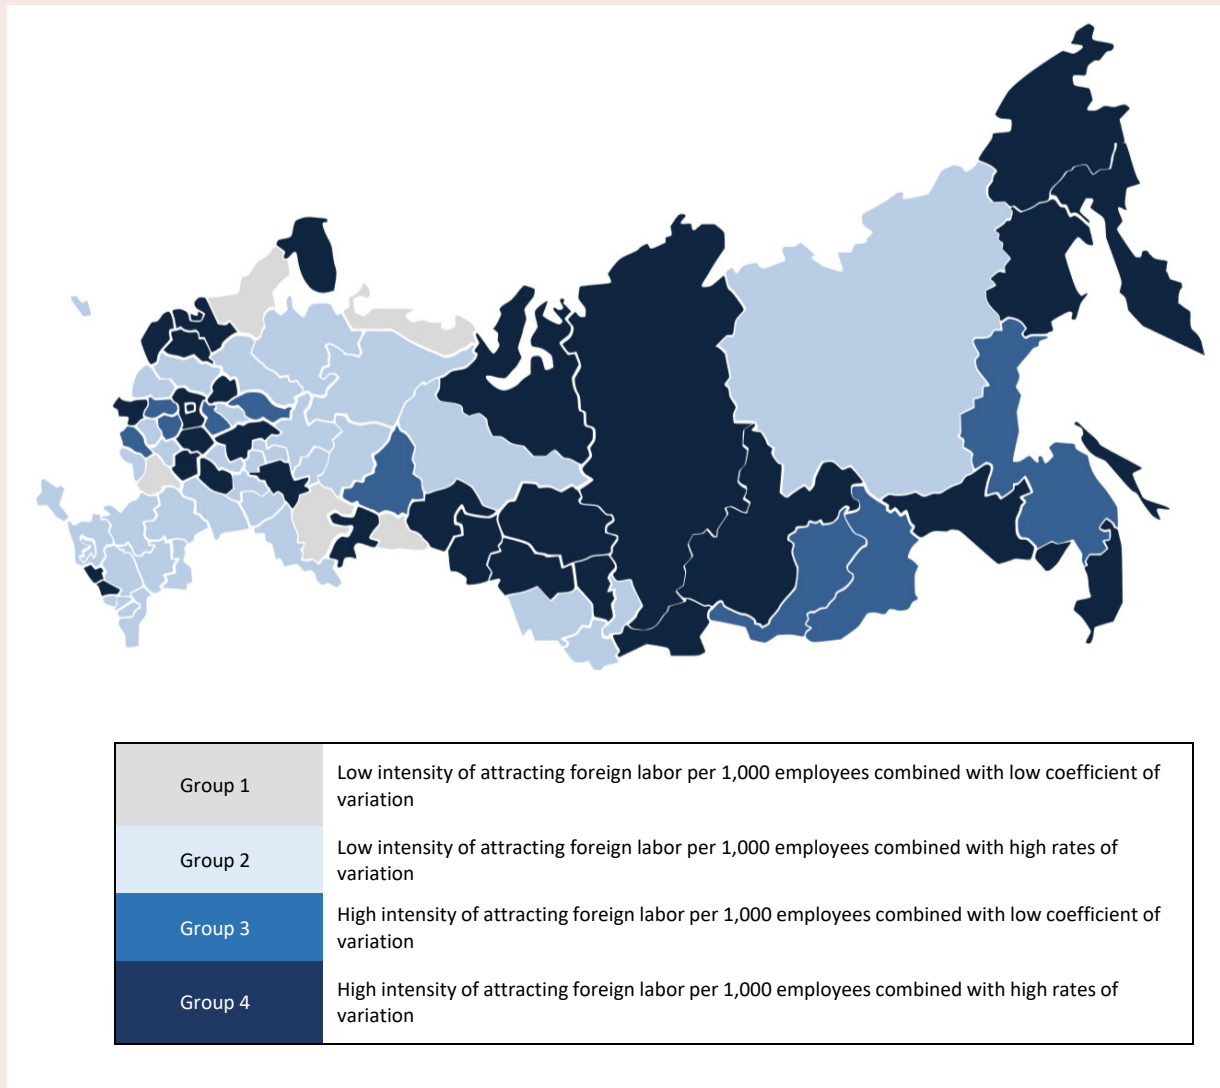 Group 1
Low intensity of attracting foreign labor per 1,000 employees combined with low coefficient of
variation
Group 2
Low intensity of attracting foreign labor per 1,000 employees combined with high rates of
variation
Group 3
High intensity of attracting foreign labor per 1,000 employees combined with low coefficient of
variation
Group 4
High intensity of attracting foreign labor per 1,000 employees combined with high rates of
variation